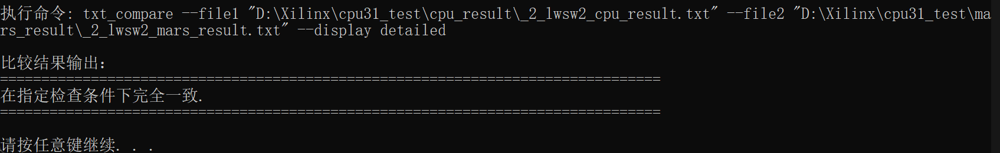 执行命令: txt_compare --file1 "D:\Xilinx\cpu31_test\cpu_result\_2_lwsw2_cpu_result.txt" --file2 "D:\Xilinx\cpu31_test\ma
rs_result\_2_lwsw2_mars_result.txt" --display detailed
比较结果输出：
================================================================================
在指定检查条件下完全一致.
================================================================================
请按任意键继续. . .